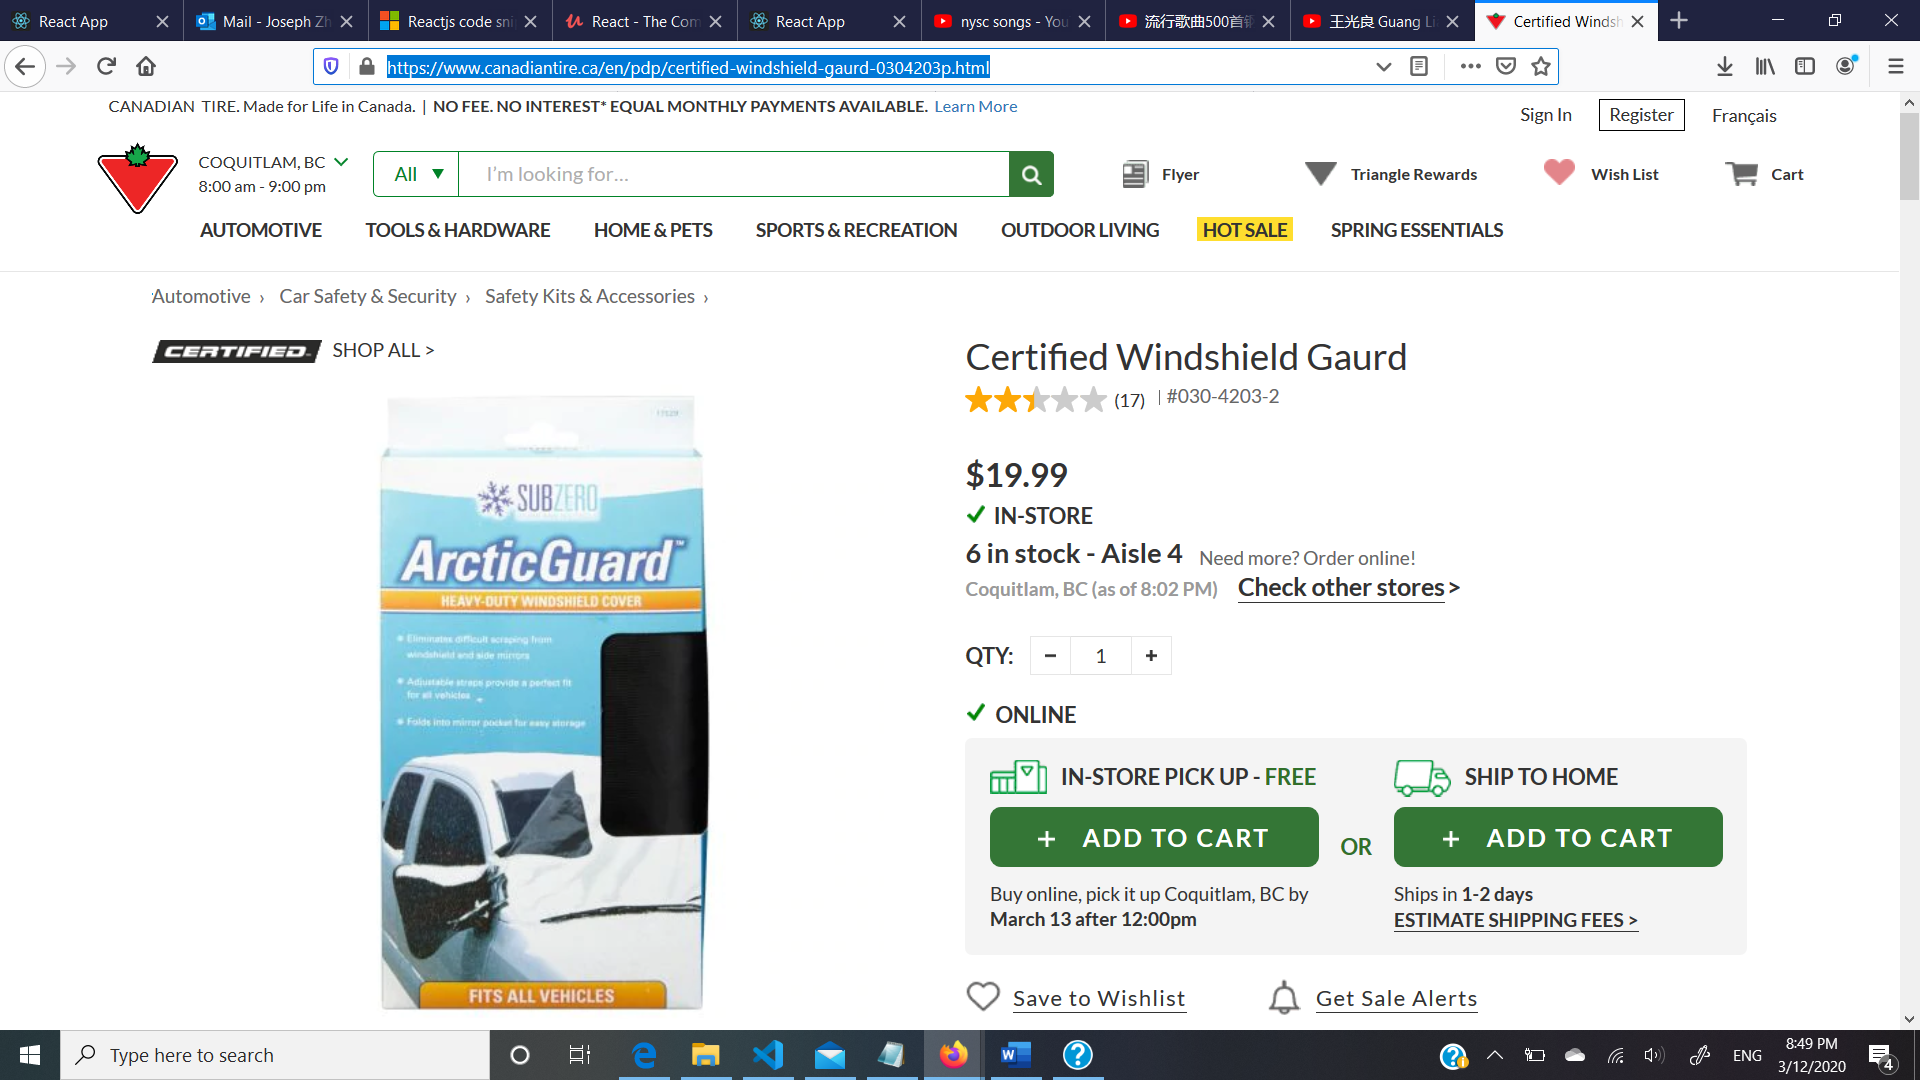 React App
Mail - Joseph Zh
Reactjs code sni
React - The Com
React App
nysc songs - You
流行歌曲500首
王光良 Guang Li
Certified Windsh
https://www.canadiantire.ca/en/pdp/certified-windshield-gaurd-0304203p.html
CANADIAN TIRE. Made for Life in Canada. | NO FEE. NO INTEREST* EQUAL MONTHLY PAYMENTS AVAILABLE. Learn More
Sign In
Register
Français
COQUITLAM, BC
8:00 am - 9:00 pm
All
I'm looking for...
Flyer
Triangle Rewards
Wish List
Cart
AUTOMOTIVE
TOOLS & HARDWARE
HOME & PETS
SPORTS & RECREATION
OUTDOOR LIVING
HOT SALE
SPRING ESSENTIALS
Automotive ›
Car Safety & Security ›
Safety Kits & Accessories ›
CERTIFIED
SHOP ALL >
Certified Windshield Gaurd
(17)
| #030-4203-2
SUBZERO
ArcticGuard™
HEAVY-DUTY WINDSHIELD COVER
Eliminates difficult scraping from
windshield and side mirrors
Adjustable straps provide a perfect fit
for all vehicles
Folds into mirror pocket for easy storage
FITS ALL VEHICLES
$19.99
IN-STORE
6 in stock - Aisle 4
Need more? Order online!
Coquitlam, BC (as of 8:02 PM)
Check other stores >
QTY:
-
1
+
ONLINE
IN-STORE PICK UP - FREE
SHIP TO HOME
+ ADD TO CART
OR
+ ADD TO CART
Buy online, pick it up Coquitlam, BC by
March 13 after 12:00pm
Ships in 1-2 days
ESTIMATE SHIPPING FEES >
Save to Wishlist
Get Sale Alerts
Type here to search
ENG
8:49 PM
3/12/2020
4